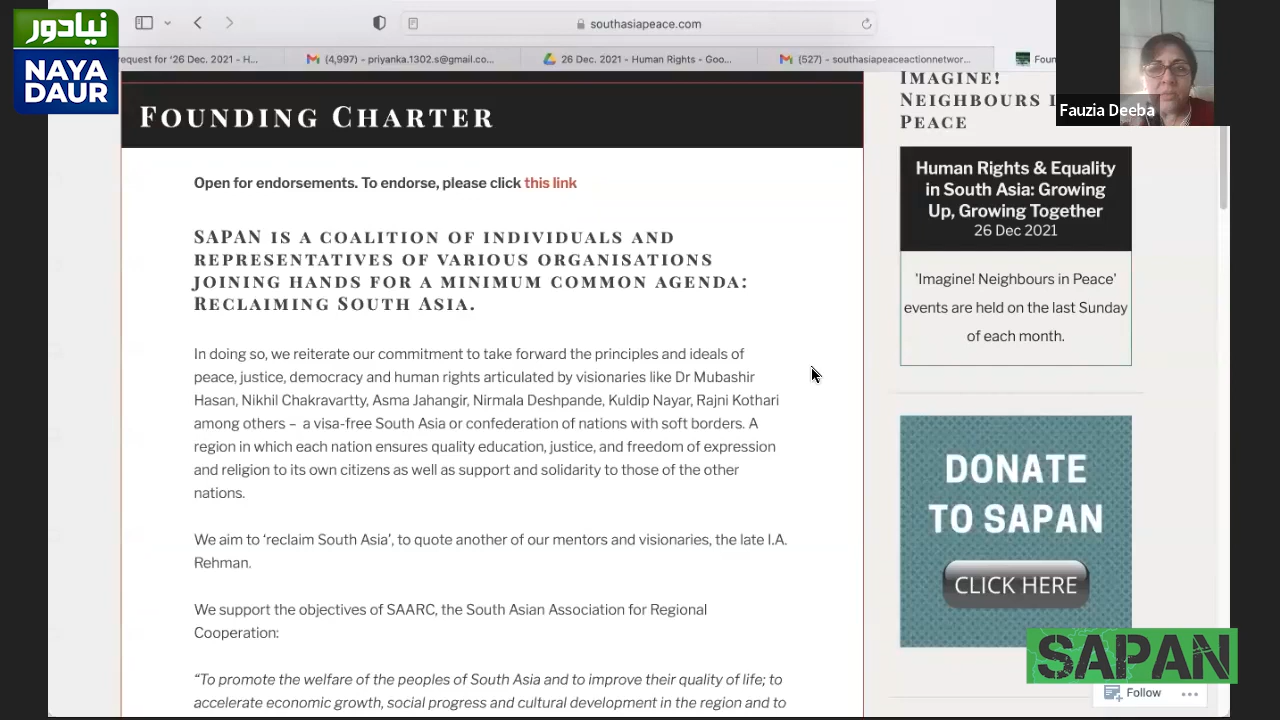 نیادور
NAYA
DAUR
southasiapeace.com
request for '26 Dec. 2021 - H...
(4,997) - priyanka.1302.s@gmail.co...
26 Dec. 2021 - Human Rights - Goo...
(527) - southasiapeaceactionnetwor...
Foun
Fauzia Deeba
Founding Charter
Open for endorsements. To endorse, please click this link
SAPAN is a coalition of individuals and
representatives of various organisations
joining hands for a minimum common agenda:
Reclaiming South Asia.
In doing so, we reiterate our commitment to take forward the principles and ideals of
peace, justice, democracy and human rights articulated by visionaries like Dr Mubashir
Hasan, Nikhil Chakravartty, Asma Jahangir, Nirmala Deshpande, Kuldip Nayar, Rajni Kothari
among others – a visa-free South Asia or confederation of nations with soft borders. A
region in which each nation ensures quality education, justice, and freedom of expression
and religion to its own citizens as well as support and solidarity to those of the other
nations.
We aim to ‘reclaim South Asia’, to quote another of our mentors and visionaries, the late I.A.
Rehman.
We support the objectives of SAARC, the South Asian Association for Regional
Cooperation:
“To promote the welfare of the peoples of South Asia and to improve their quality of life; to
accelerate economic growth, social progress and cultural development in the region and to
Imagine!
Neighbours
Peace
Human Rights & Equality
in South Asia: Growing
Up, Growing Together
26 Dec 2021
'Imagine! Neighbours in Peace'
events are held on the last Sunday
of each month.
DONATE
TO SAPAN
CLICK HERE
SAPAN
Follow